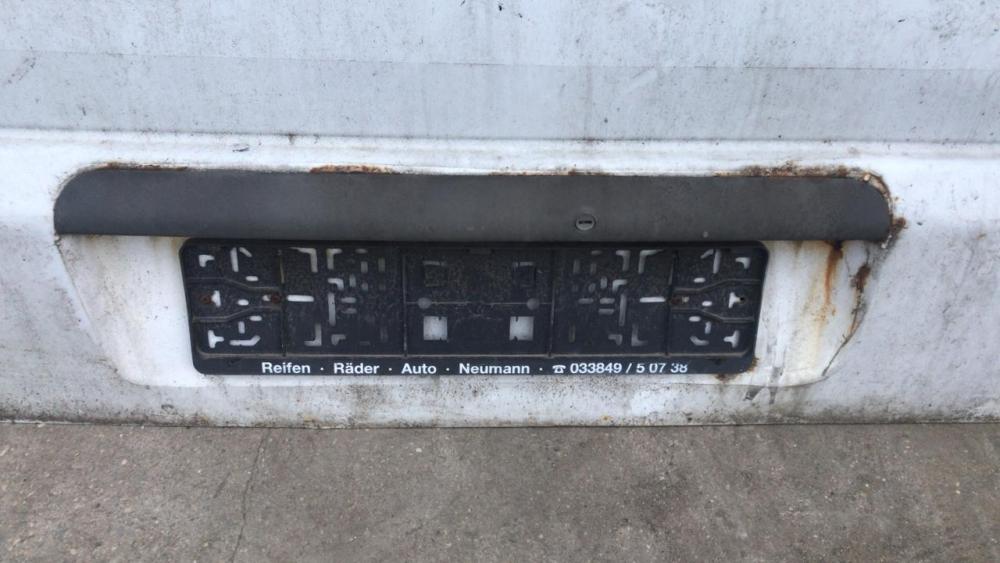 Reifen · Räder · Auto · Neumann · ☎ 033849 / 5 07 38